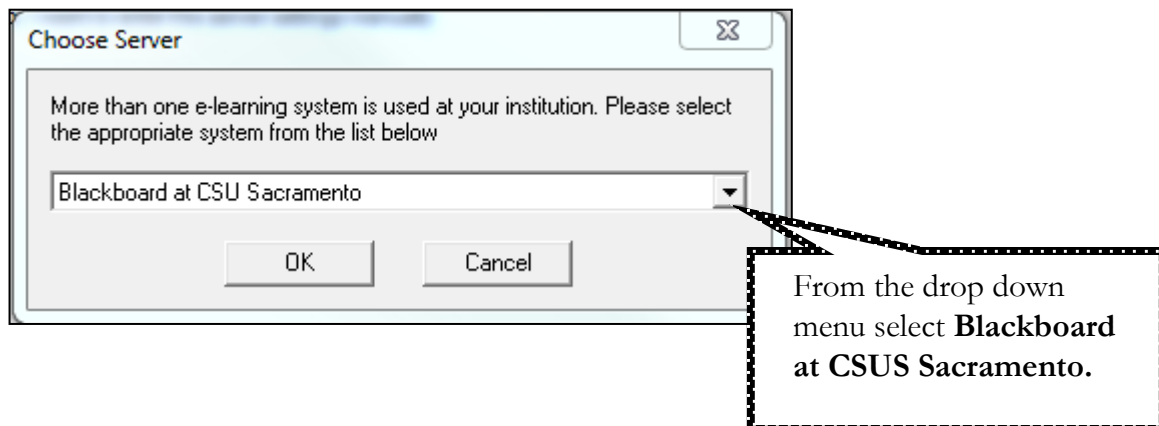 Choose Server
More than one e-learning system is used at your institution. Please select
the appropriate system from the list below
Blackboard at CSU Sacramento
OK Cancel
From the drop down
menu select Blackboard
at CSUS Sacramento.